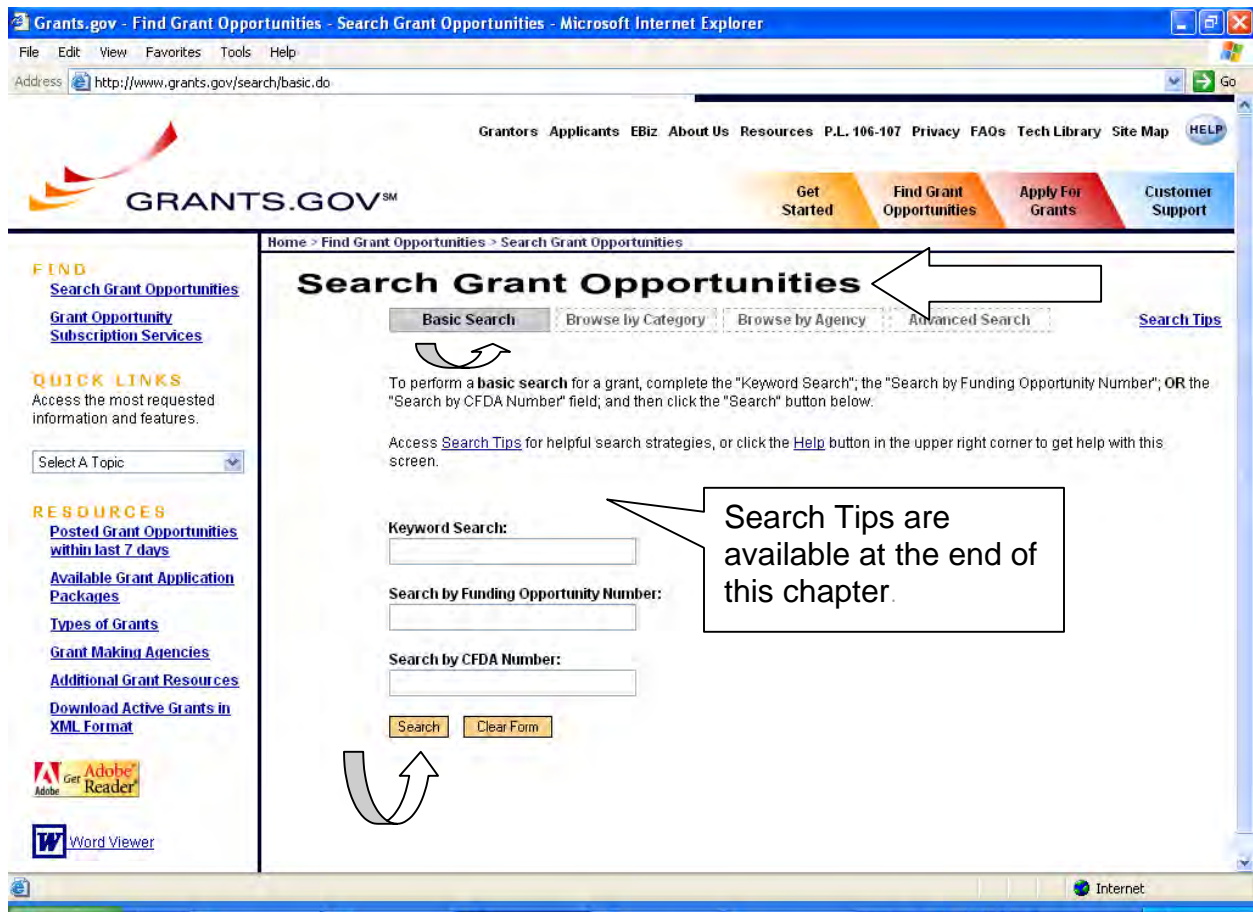 Grants.gov - Find Grant Opportunities - Search Grant Opportunities - Microsoft Internet Explorer
File Edit View Favorites Tools Help
Address http://www.grants.gov/search/basic.do Go
Grantors Applicants EBiz About Us Resources P.L. 106-107 Privacy FAQs Tech Library Site Map HELP
GRANTS.GOV℠
Get Started
Find Grant Opportunities
Apply For Grants
Customer Support
Home > Find Grant Opportunities > Search Grant Opportunities
FIND
Search Grant Opportunities
Grant Opportunity
Subscription Services
QUICK LINKS
Access the most requested
information and features.
Select A Topic
RESOURCES
Posted Grant Opportunities
within last 7 days
Available Grant Application
Packages
Types of Grants
Grant Making Agencies
Additional Grant Resources
Download Active Grants in
XML Format
Adobe Get Adobe® Reader®
W Word Viewer
Search Grant Opportunities
Basic Search Browse by Category Browse by Agency Advanced Search Search Tips
To perform a basic search for a grant, complete the "Keyword Search"; the "Search by Funding Opportunity Number"; OR the
"Search by CFDA Number" field; and then click the "Search" button below.
Access Search Tips for helpful search strategies, or click the Help button in the upper right corner to get help with this
screen.
Keyword Search:
Search by Funding Opportunity Number:
Search by CFDA Number:
Search Clear Form
Search Tips are
available at the end of
this chapter.
Internet